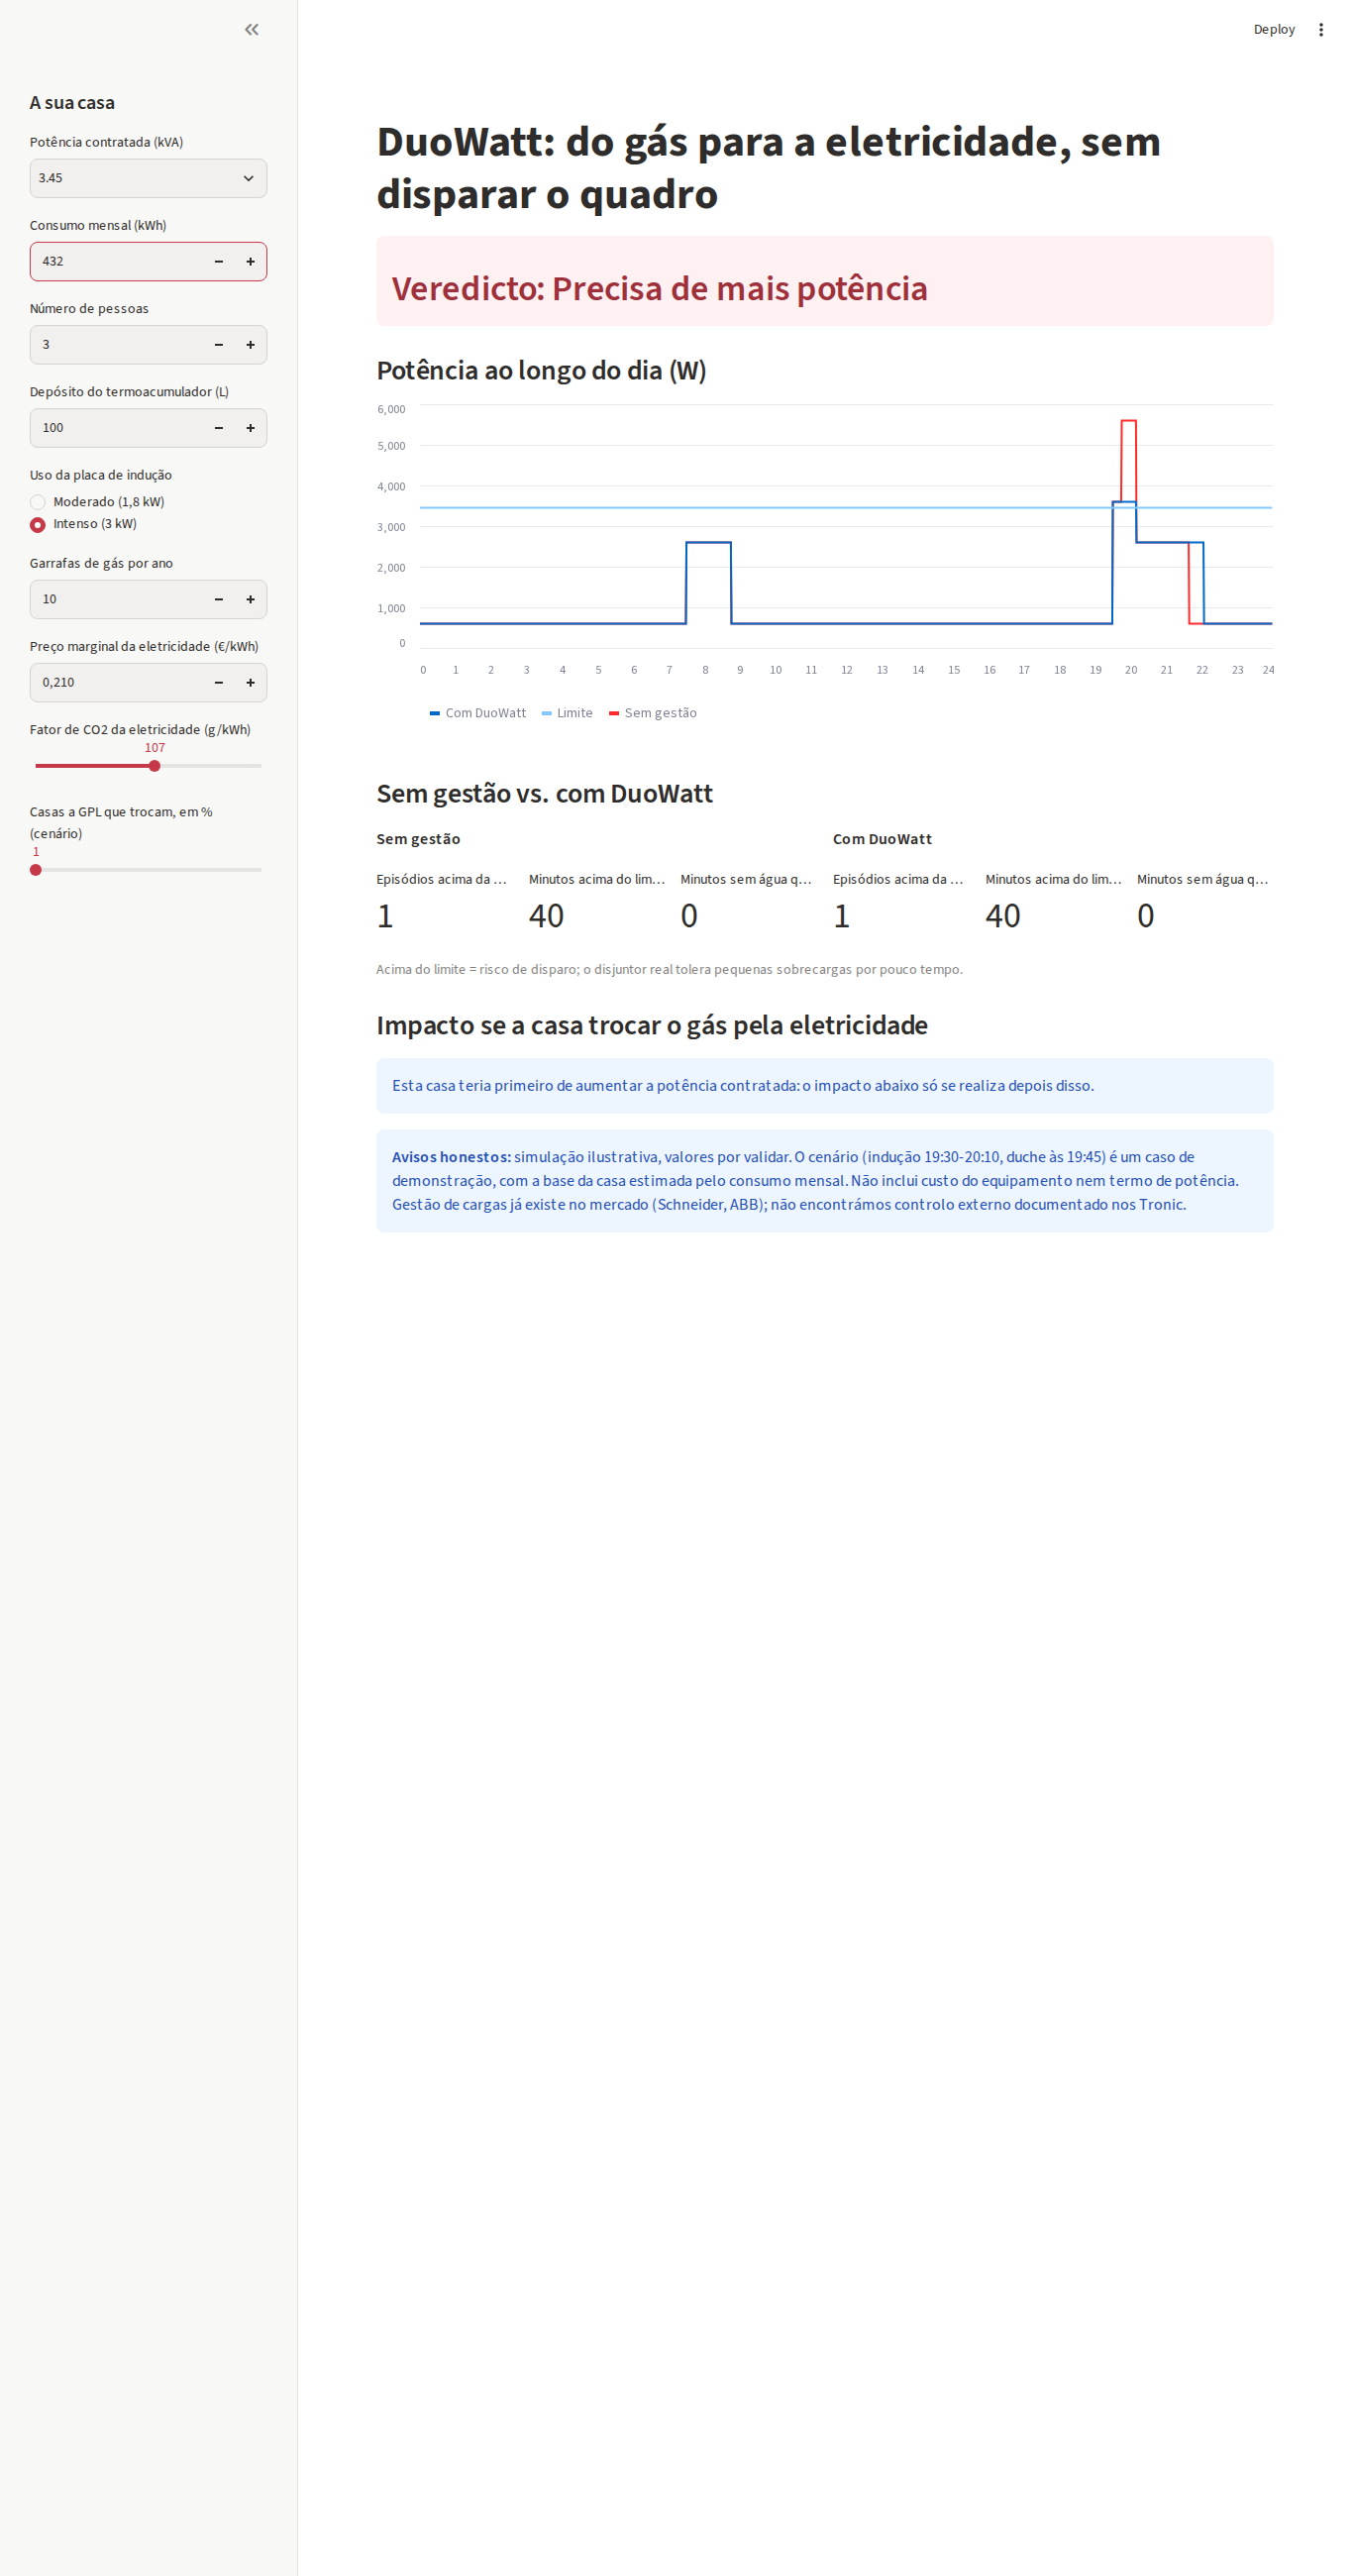 Deploy
A sua casa
Potência contratada (kVA)
3.45
Consumo mensal (kWh)
432
Número de pessoas
3
Depósito do termoacumulador (L)
100
Uso da placa de indução
Moderado (1,8 kW)
Intenso (3 kW)
Garrafas de gás por ano
10
Preço marginal da eletricidade (€/kWh)
0,210
Fator de CO2 da eletricidade (g/kWh)
107
Casas a GPL que trocam, em %
(cenário)
1
DuoWatt: do gás para a eletricidade, sem
disparar o quadro
Veredicto: Precisa de mais potência
Potência ao longo do dia (W)
6,000
5,000
4,000
3,000
2,000
1,000
0
0 1 2 3 4 5 6 7 8 9 10 11 12 13 14 15 16 17 18 19 20 21 22 23 24
Com DuoWatt Limite Sem gestão
Sem gestão vs. com DuoWatt
Sem gestão Com DuoWatt
Episódios acima da ... Minutos acima do lim... Minutos sem água q... Episódios acima da ... Minutos acima do lim... Minutos sem água q...
1 40 0 1 40 0
Acima do limite = risco de disparo; o disjuntor real tolera pequenas sobrecargas por pouco tempo.
Impacto se a casa trocar o gás pela eletricidade
Esta casa teria primeiro de aumentar a potência contratada: o impacto abaixo só se realiza depois disso.
Avisos honestos: simulação ilustrativa, valores por validar. O cenário (indução 19:30-20:10, duche às 19:45) é um caso de
demonstração, com a base da casa estimada pelo consumo mensal. Não inclui custo do equipamento nem termo de potência.
Gestão de cargas já existe no mercado (Schneider, ABB); não encontrámos controlo externo documentado nos Tronic.